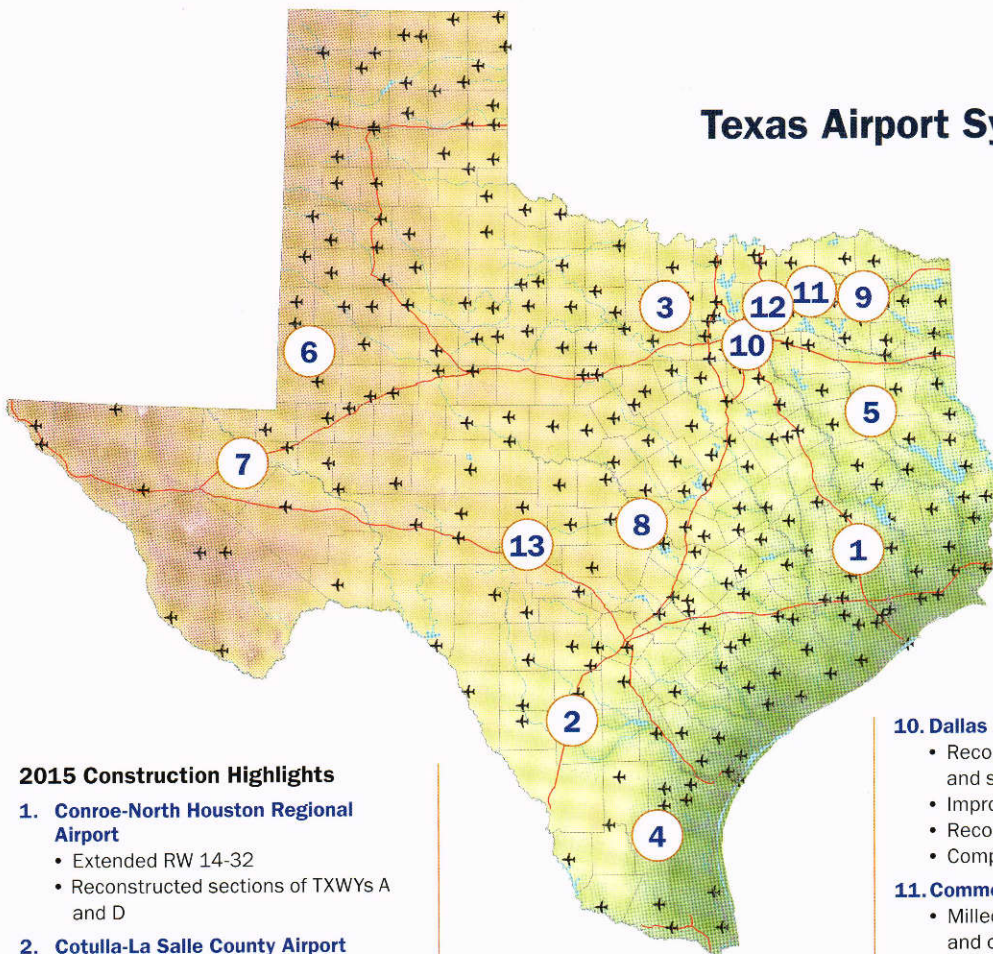 Texas Airport Sy
3
12
11
9
10
6
5
7
8
13
1
2
4
2015 Construction Highlights
1. Conroe-North Houston Regional
Airport
• Extended RW 14-32
• Reconstructed sections of TXWYs A
and D
2. Cotulla-La Salle County Airport
10. Dallas
• Reco
and s
• Impro
• Reco
• Comp
11. Comme
• Milled
and c